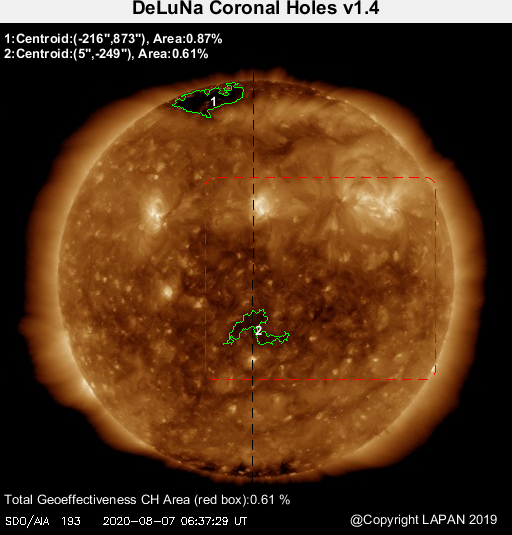 DeLuNa Coronal Holes v1.4
1:Centroid:(-216",873"), Area:0.87%
2:Centroid:(5",-249"), Area:0.61%
1
2
Total Geoeffectiveness CH Area (red box):0.61 %
SDO/AIA 193 2020-08-07 06:37:29 UT
@Copyright LAPAN 2019